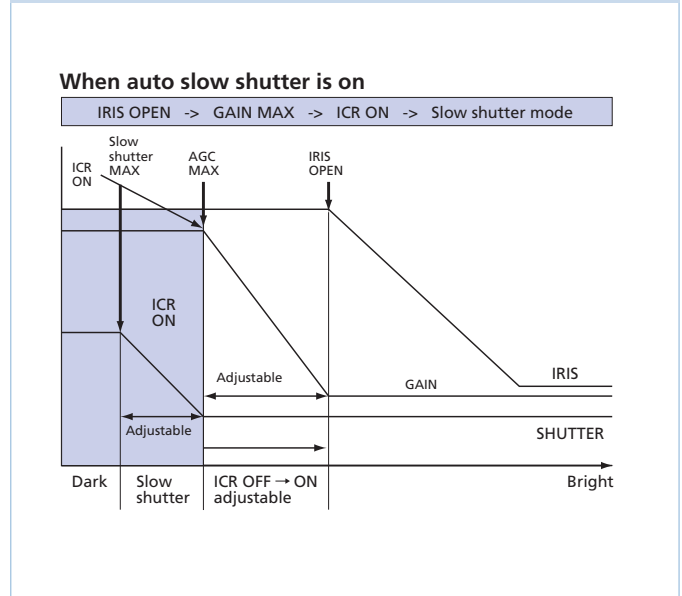 When auto slow shutter is on
IRIS OPEN -> GAIN MAX -> ICR ON -> Slow shutter mode
ICR
ON
Slow
shutter
MAX
AGC
MAX
IRIS
OPEN
ICR
ON
Adjustable
GAIN
IRIS
Adjustable
SHUTTER
Dark
Slow
shutter
ICR OFF → ON
adjustable
Bright